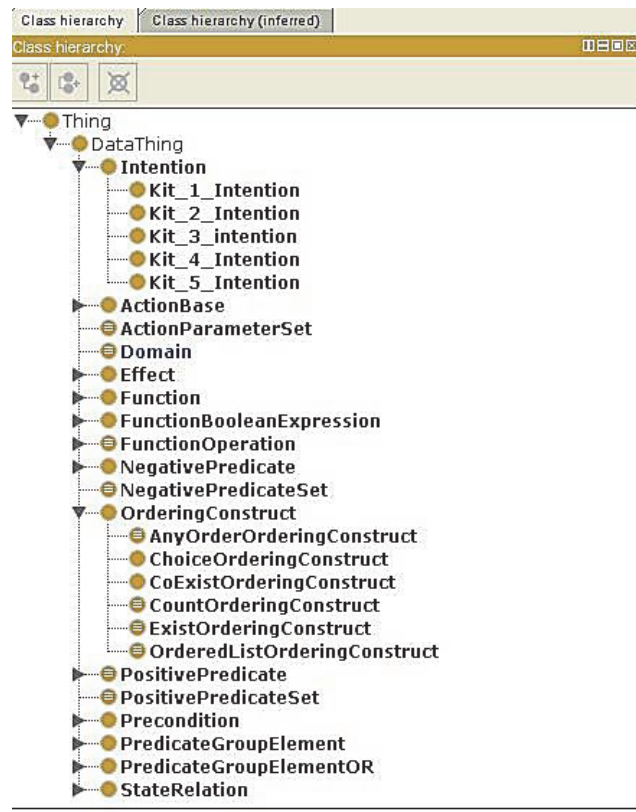 Class hierarchy Class hierarchy (inferred)
Class hierarchy:
Thing
DataThing
Intention
Kit_1_Intention
Kit_2_Intention
Kit_3_intention
Kit_4_Intention
Kit_5_Intention
ActionBase
ActionParameterSet
Domain
Effect
Function
FunctionBooleanExpression
FunctionOperation
NegativePredicate
NegativePredicateSet
OrderingConstruct
AnyOrderOrderingConstruct
ChoiceOrderingConstruct
CoExistOrderingConstruct
CountOrderingConstruct
ExistOrderingConstruct
OrderedListOrderingConstruct
PositivePredicate
PositivePredicateSet
Precondition
PredicateGroupElement
PredicateGroupElementOR
StateRelation